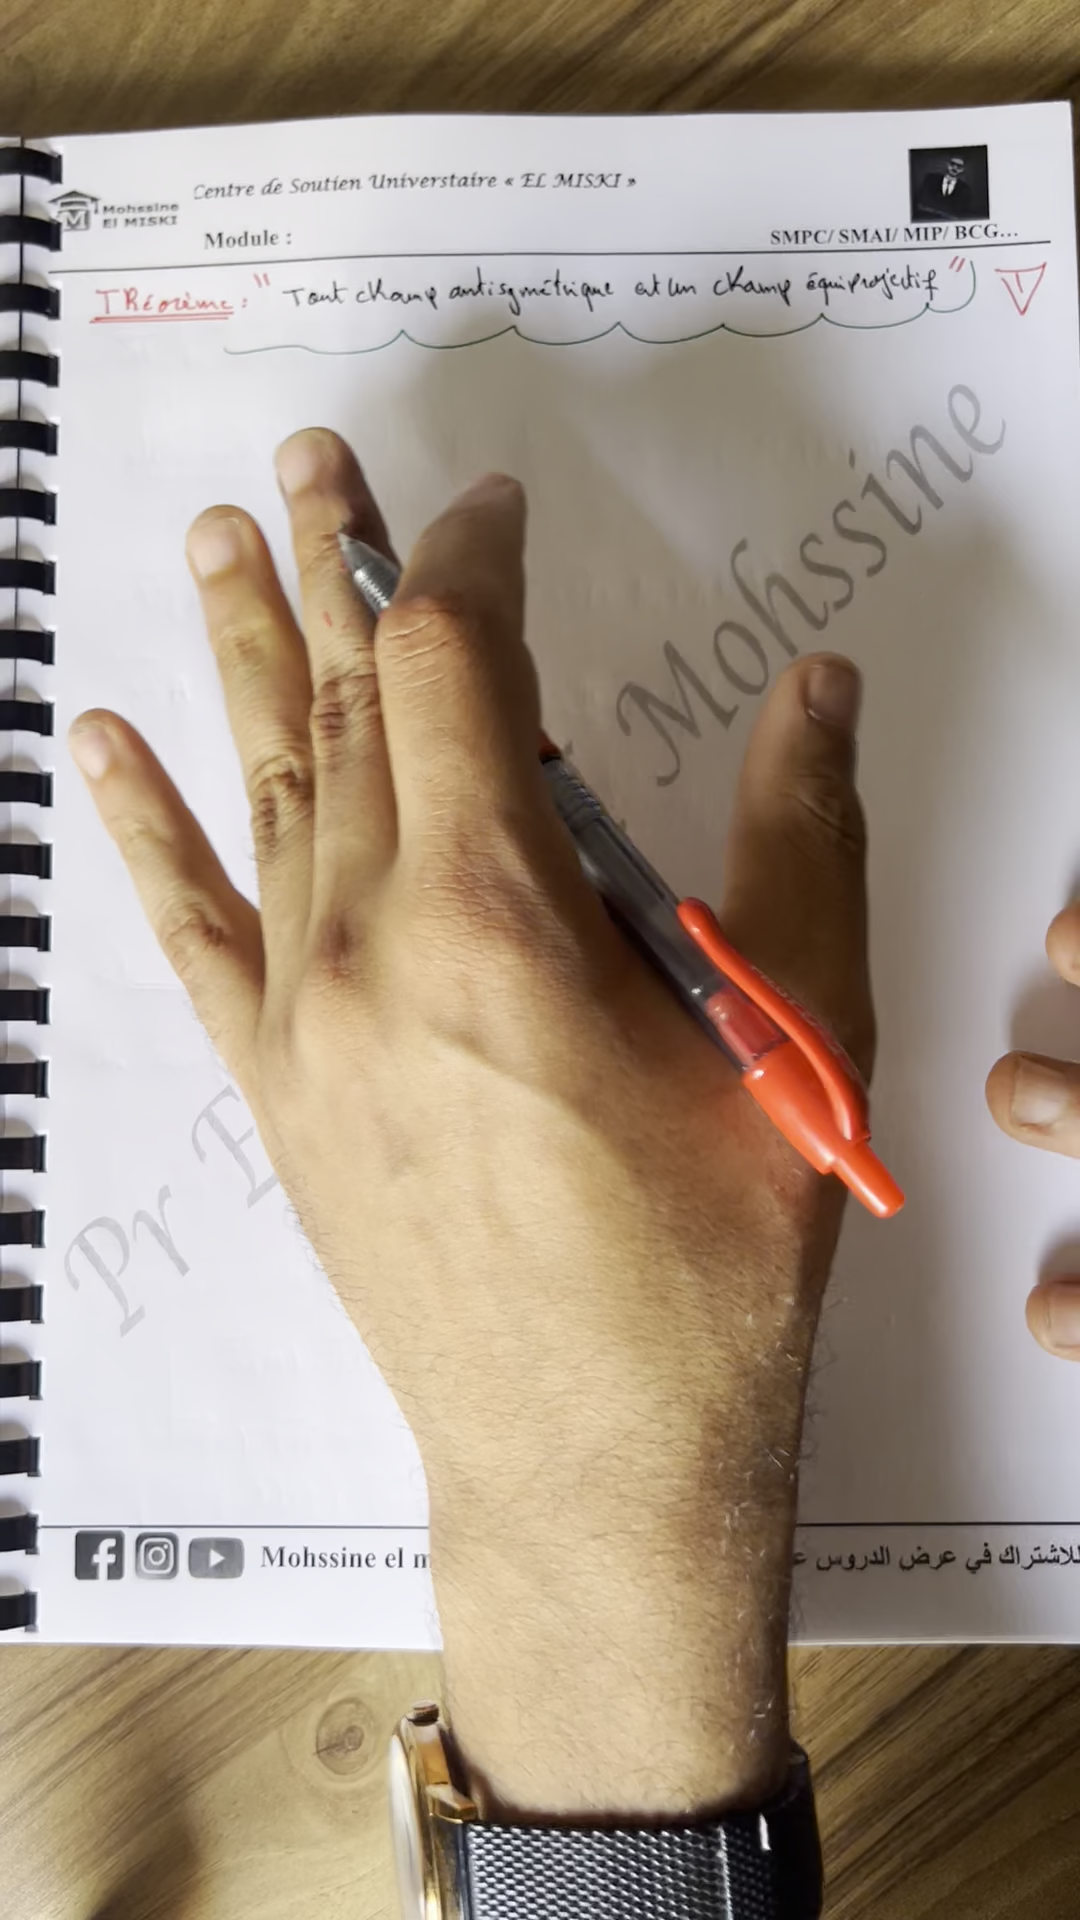 Centre de Soutien Universtaire « EL MISKI »
Mohssine
El MISKI
Module :
SMPC/ SMAI/ MIP/ BCG...
Théorème : " Tout champ antisymétrique est un champ équiprojectif "
Mohssine
Pr E
Mohssine el m
للاشتراك في عرض الدروس ع